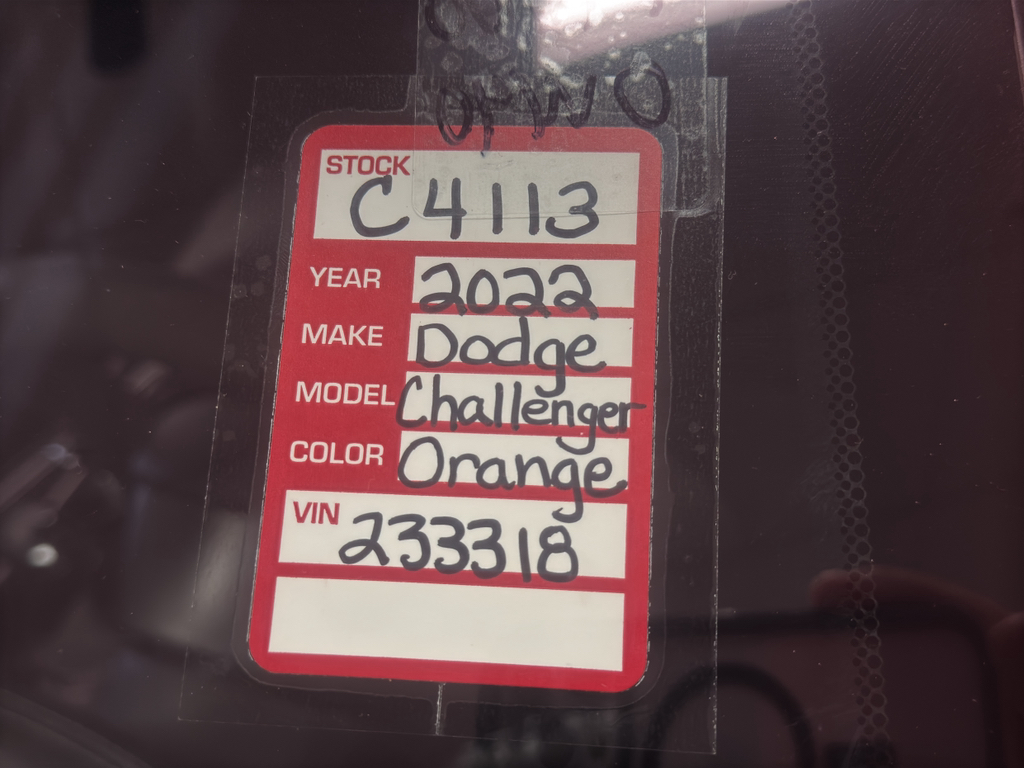 STOCK
C4113
YEAR 2022
MAKE Dodge
MODEL Challenger
COLOR Orange
VIN 233318